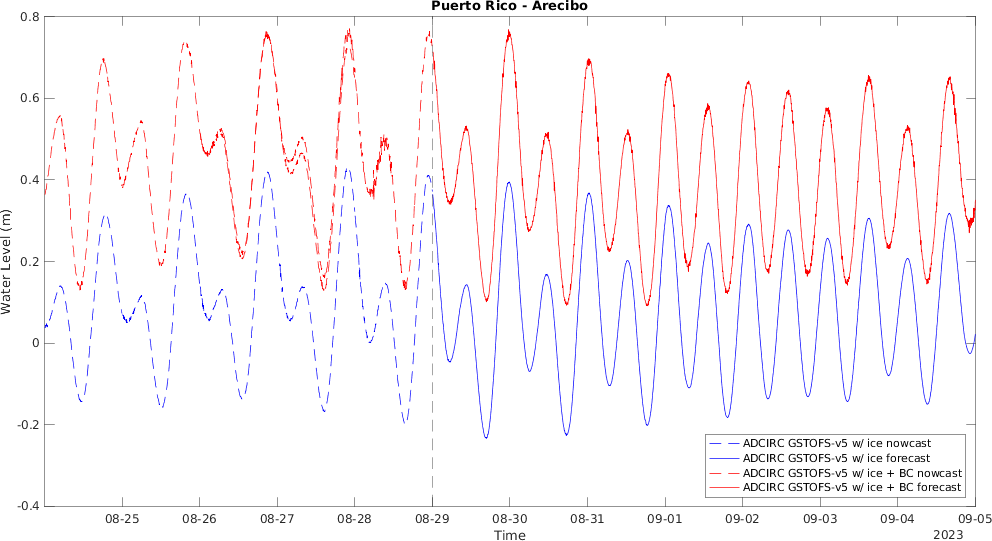 Puerto Rico - Arecibo
0.8
0.6
0.4
0.2
0
-0.2
-0.4
Water Level (m)
ADCIRC GSTOFS-v5 w/ ice nowcast
ADCIRC GSTOFS-v5 w/ ice forecast
ADCIRC GSTOFS-v5 w/ ice + BC nowcast
ADCIRC GSTOFS-v5 w/ ice + BC forecast
08-25 08-26 08-27 08-28 08-29 08-30 08-31 09-01 09-02 09-03 09-04 09-05
Time
2023